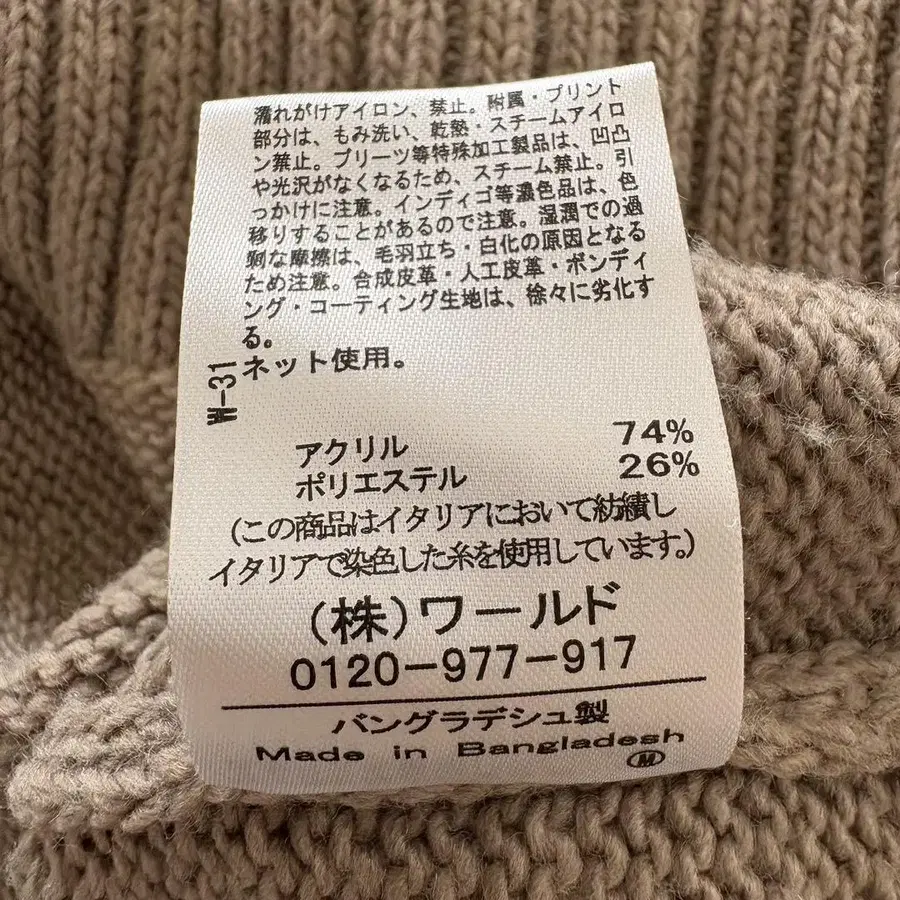 濡れがけアイロン、禁止。附属・プリント
部分は、もみ洗い、乾熱・スチームアイロ
ン禁止。プリーツ等特殊加工製品は、凹凸
や光沢がなくなるため、スチーム禁止。引
っかけに注意。インディゴ等濃色品は、色
移りすることがあるので注意。湿潤での過
剰な摩擦は、毛羽立ち・白化の原因となる
ため注意。合成皮革・人工皮革・ボンディ
ング・コーティング生地は、徐々に劣化す
る。
ネット使用。
W-31
アクリル 74%
ポリエステル 26%
(この商品はイタリアにおいて紡績し
イタリアで染色した糸を使用しています。)
(株)ワールド
0120-977-917
バングラデシュ製
Made in Bangladesh
M